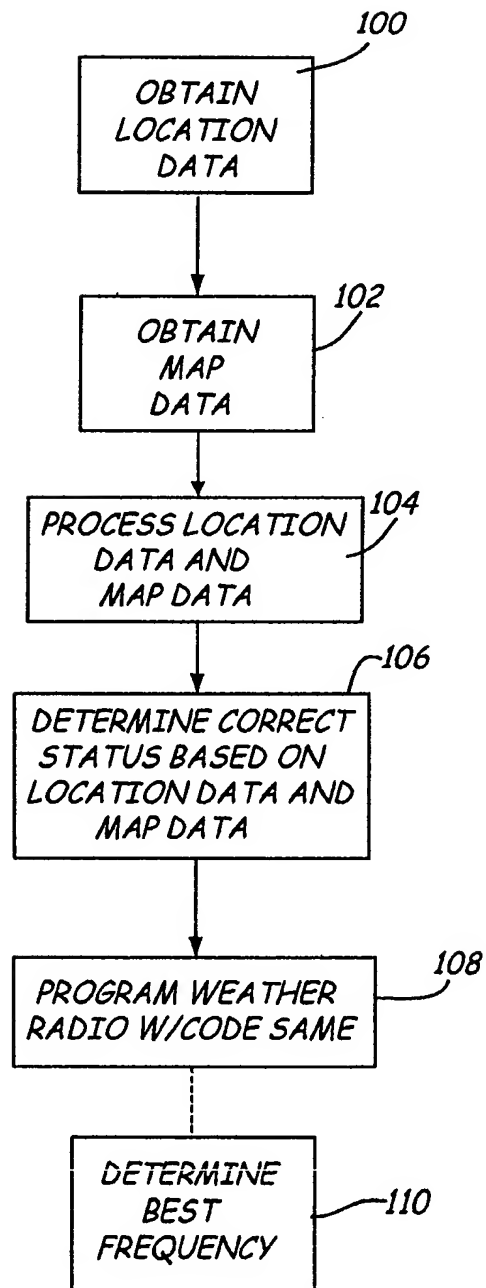 100
OBTAIN
LOCATION
DATA
102
OBTAIN
MAP
DATA
104
PROCESS LOCATION
DATA AND
MAP DATA
106
DETERMINE CORRECT
STATUS BASED ON
LOCATION DATA AND
MAP DATA
108
PROGRAM WEATHER
RADIO W/CODE SAME
DETERMINE
BEST
FREQUENCY
110